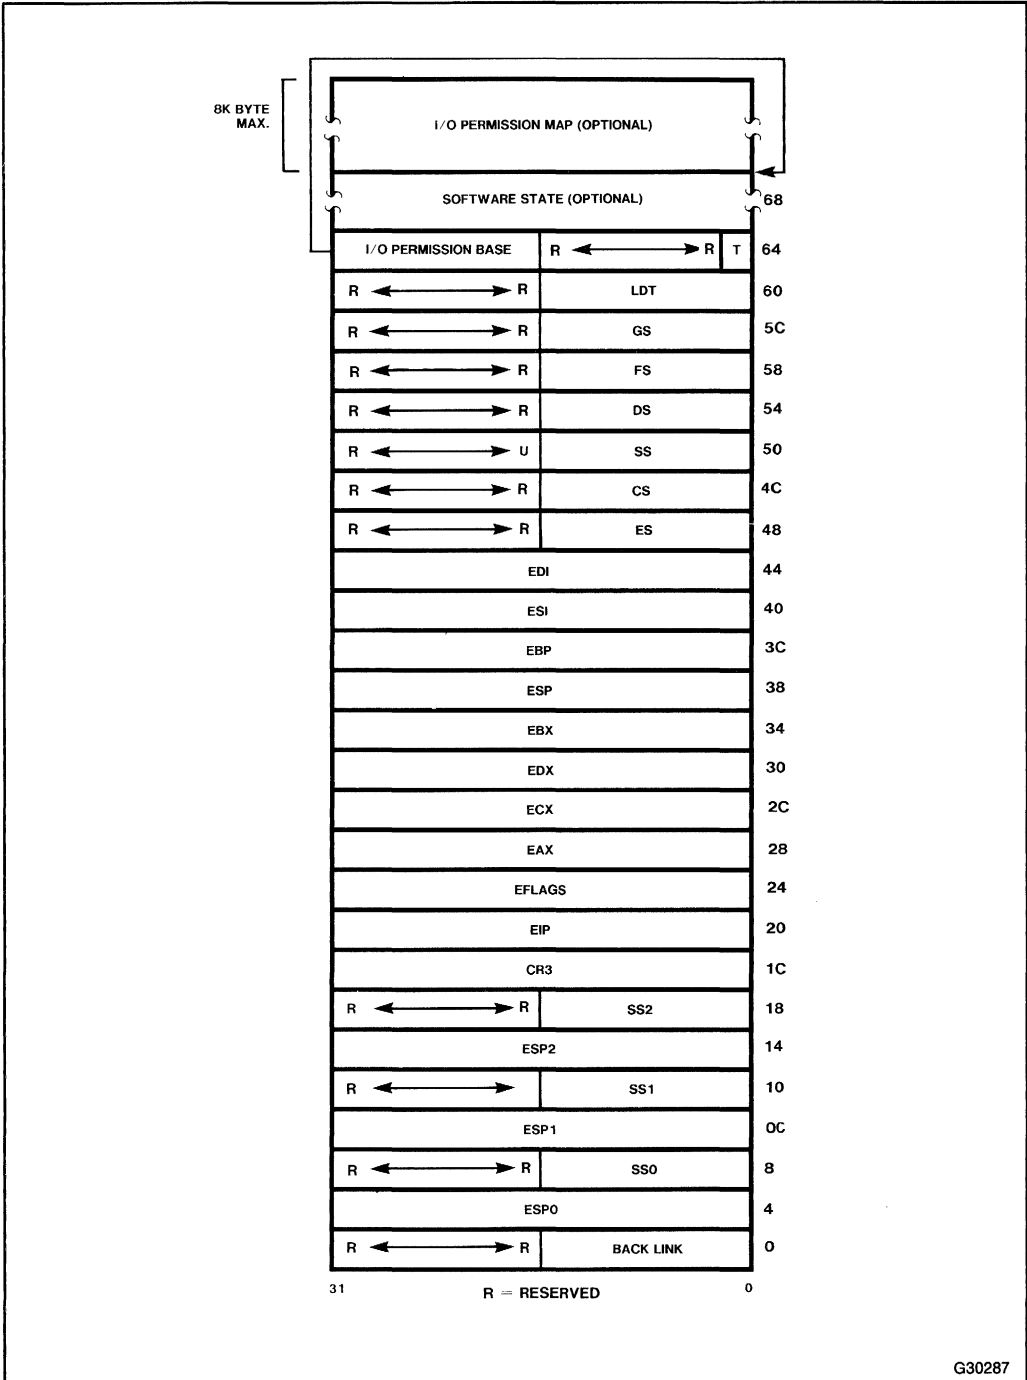 8K BYTE
MAX.
I/O PERMISSION MAP (OPTIONAL)
SOFTWARE STATE (OPTIONAL) 68
I/O PERMISSION BASE R R T 64
R R LDT 60
R R GS 5C
R R FS 58
R R DS 54
R U SS 50
R R CS 4C
R R ES 48
EDI 44
ESI 40
EBP 3C
ESP 38
EBX 34
EDX 30
ECX 2C
EAX 28
EFLAGS 24
EIP 20
CR3 1C
R R SS2 18
ESP2 14
R SS1 10
ESP1 0C
R R SS0 8
ESP0 4
R R BACK LINK 0
31 0
R = RESERVED
G30287